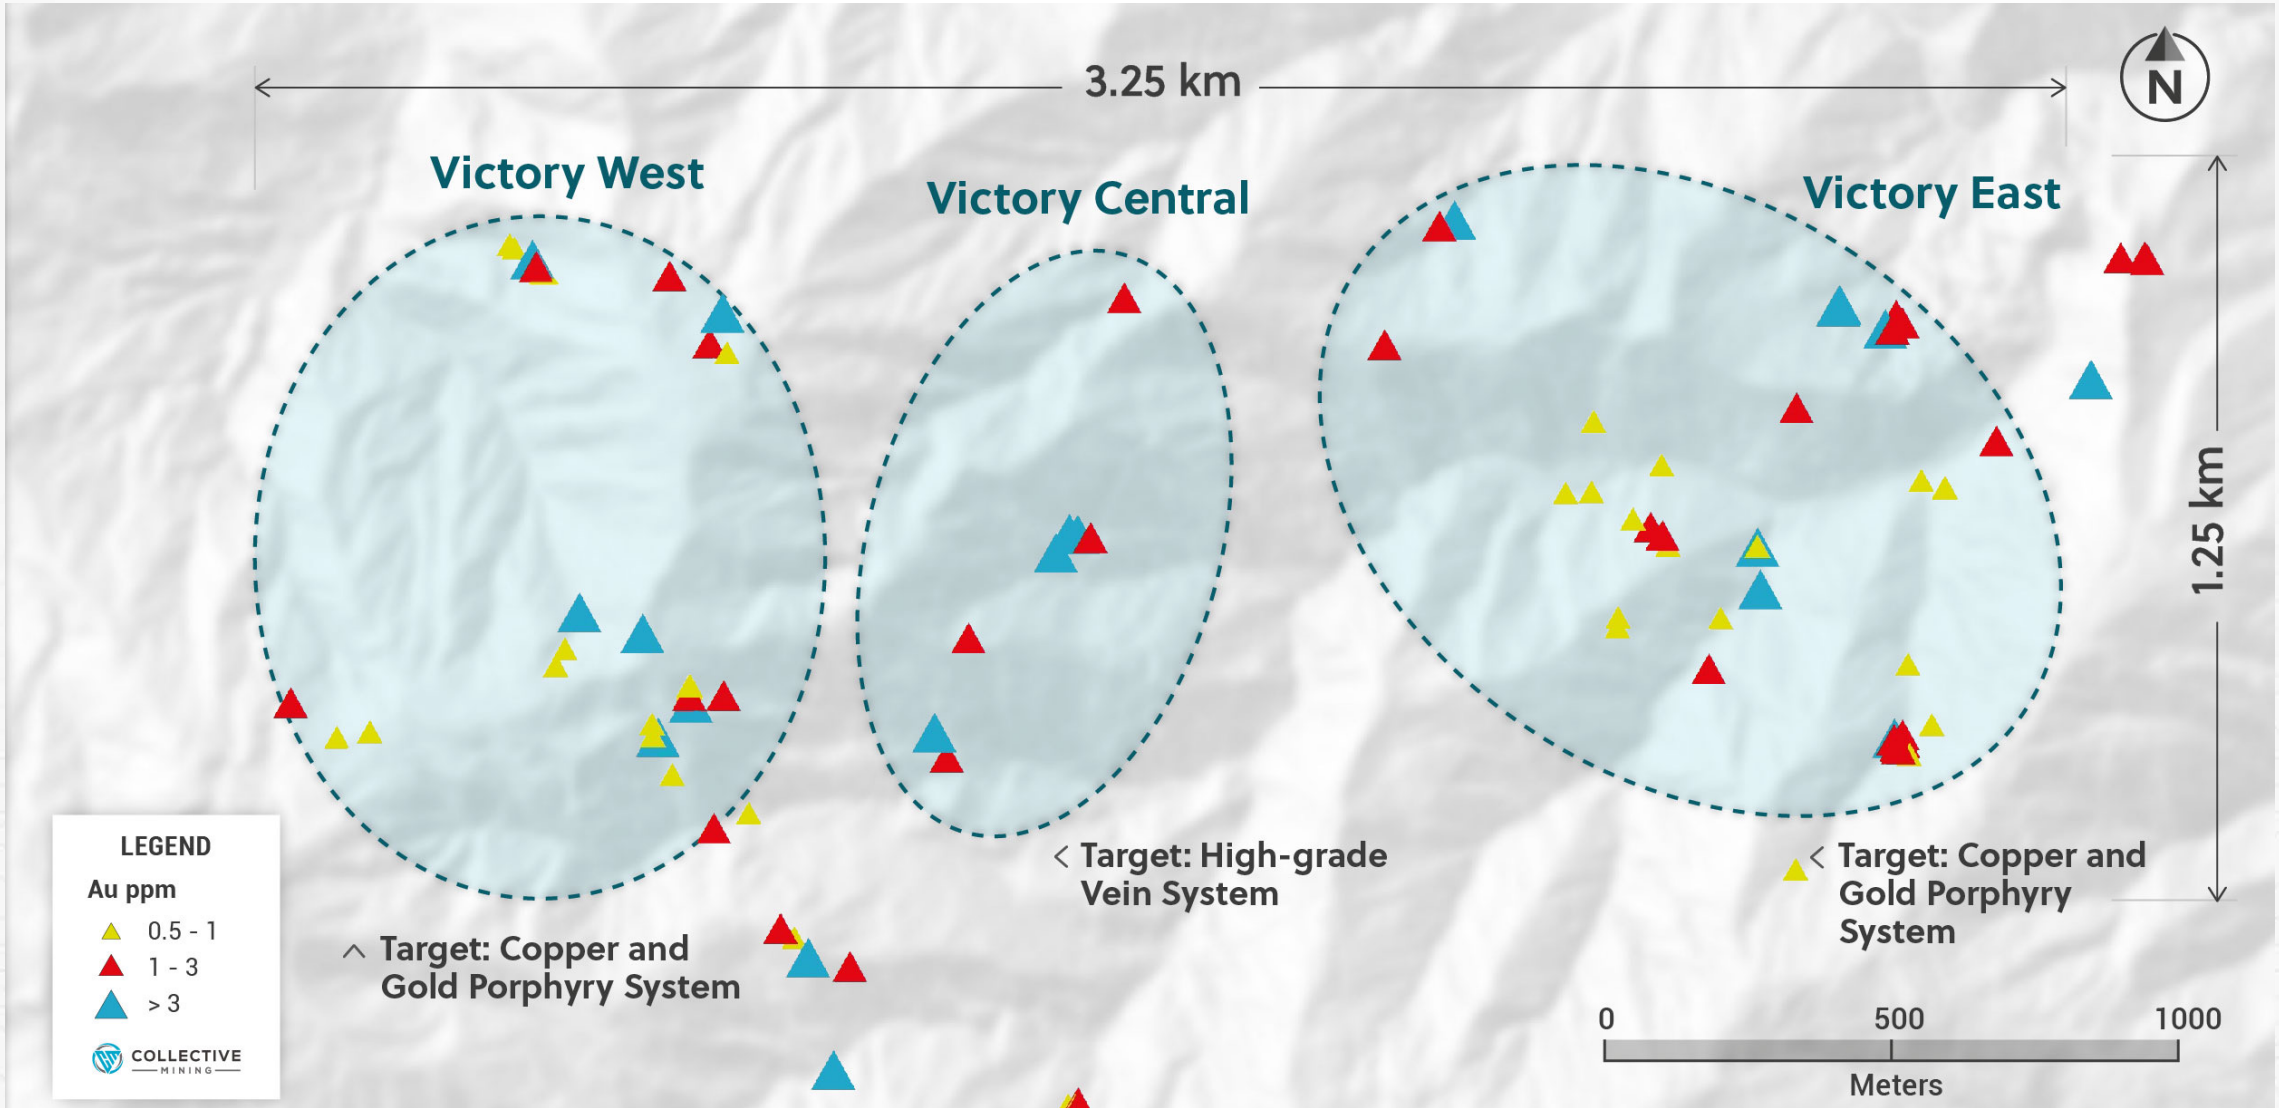 3.25 km
N
Victory West
Victory Central
Victory East
1.25 km
Target: High-grade
Vein System
Target: Copper and
Gold Porphyry
System
Target: Copper and
Gold Porphyry System
LEGEND
Au ppm
0.5 - 1
1 - 3
> 3
COLLECTIVE
MINING
0 500 1000
Meters